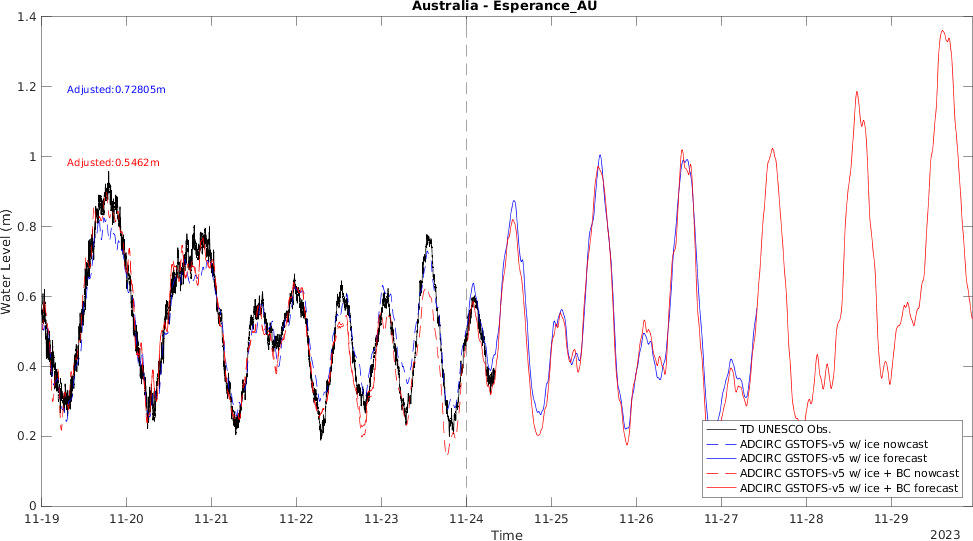 Australia - Esperance_AU
1.4
1.2
1
0.8
0.6
0.4
0.2
0
Water Level (m)
Adjusted:0.72805m
Adjusted:0.5462m
TD UNESCO Obs.
ADCIRC GSTOFS-v5 w/ ice nowcast
ADCIRC GSTOFS-v5 w/ ice forecast
ADCIRC GSTOFS-v5 w/ ice + BC nowcast
ADCIRC GSTOFS-v5 w/ ice + BC forecast
11-19 11-20 11-21 11-22 11-23 11-24 11-25 11-26 11-27 11-28 11-29
Time
2023